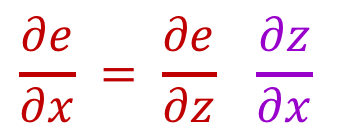 ∂e/∂x = ∂e/∂z ∂z/∂x